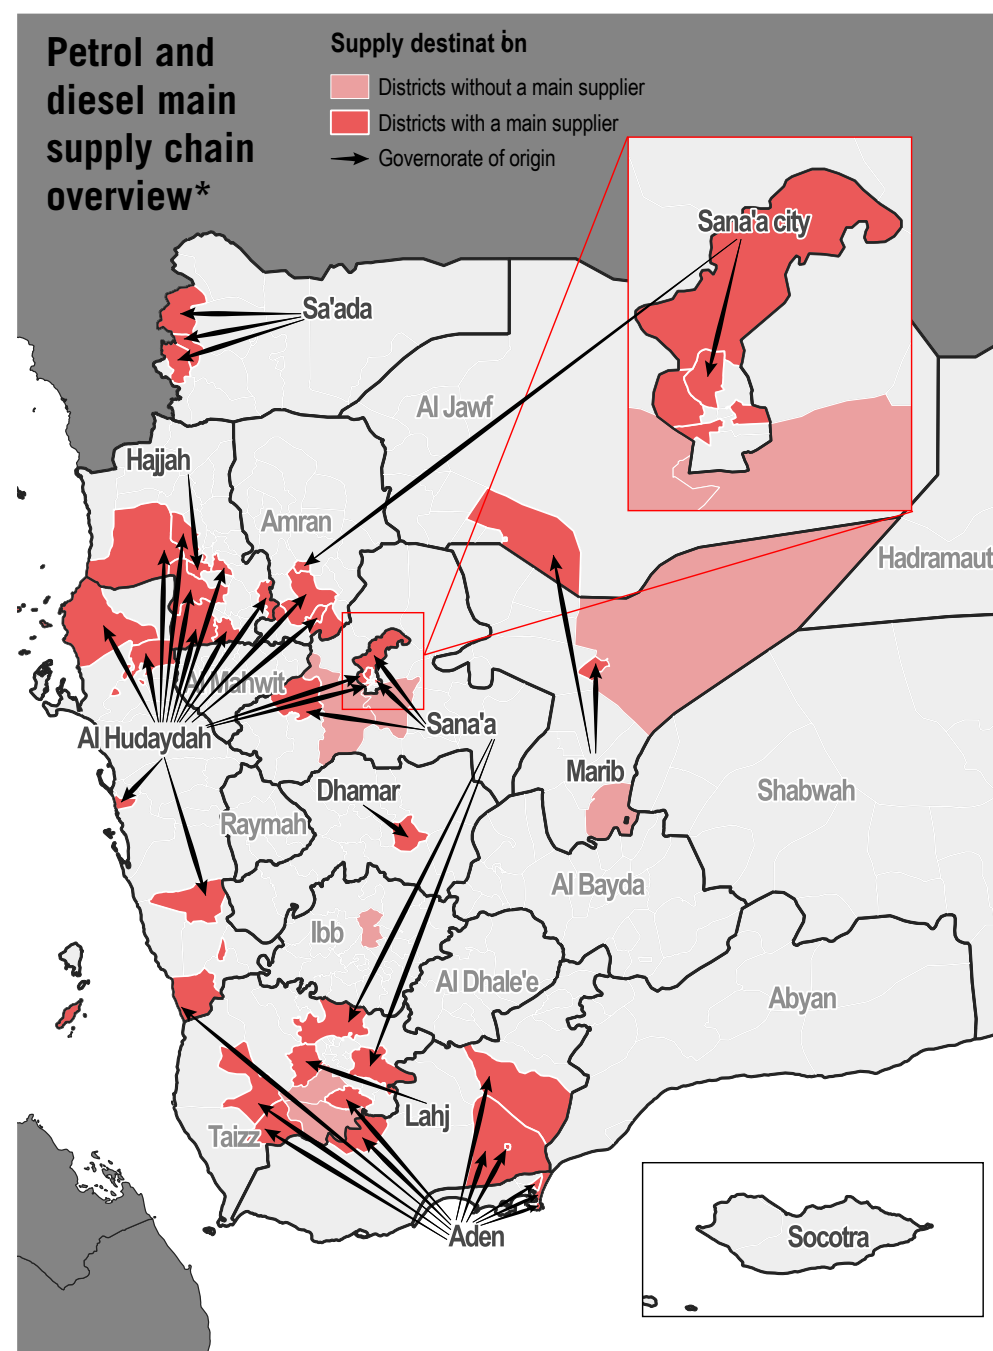 Petrol and
diesel main
supply chain
overview*
Supply destination
Districts without a main supplier
Districts with a main supplier
Governorate of origin
Sana'a city
Sa'ada
Al Jawf
Hajjah
Amran
Hadramaut
Al Mahwit
Sana'a
Al Hudaydah
Marib
Dhamar
Shabwah
Raymah
Al Bayda
Ibb
Al Dhale'e
Abyan
Lahj
Taizz
Aden
Socotra